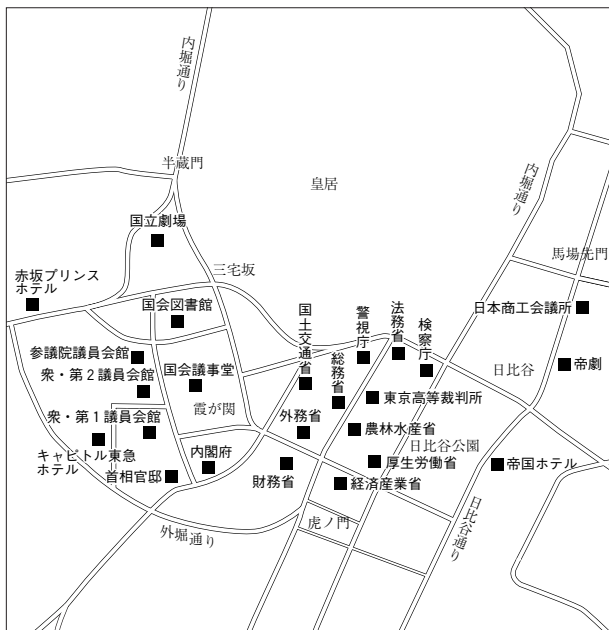 内堀通り
半蔵門
皇居
内堀通り
国立劇場
馬場先門
三宅坂
赤坂プリンス
ホテル
国会図書館
国土交通省
警視庁
法務省
検察庁
日本商工会議所
総務省
参議院議員会館
国会議事堂
日比谷
帝劇
衆・第２議員会館
霞が関
東京高等裁判所
衆・第１議員会館
外務省
農林水産省
日比谷公園
キャピトル東急
ホテル
内閣府
厚生労働省
帝国ホテル
首相官邸
財務省
経済産業省
外堀通り
虎ノ門
日比谷通り